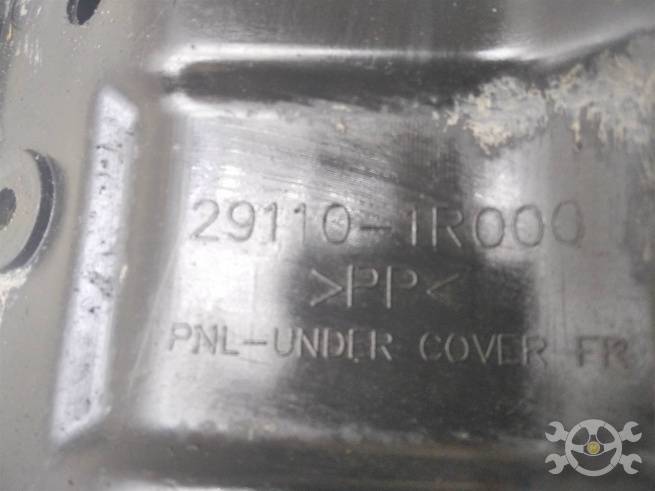 29110-1R000
>PP<
PNL-UNDER COVER FR